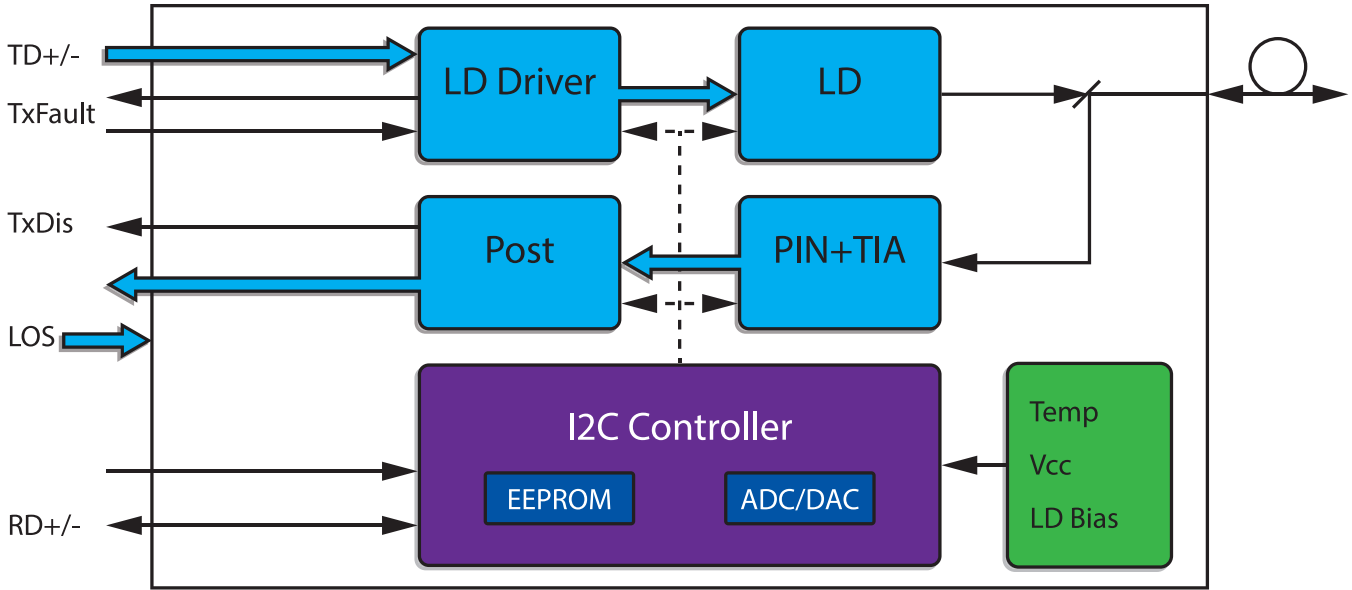 TD+/-
TxFault
TxDis
LOS
RD+/-
LD Driver
LD
Post
PIN+TIA
I2C Controller
EEPROM
ADC/DAC
Temp
Vcc
LD Bias